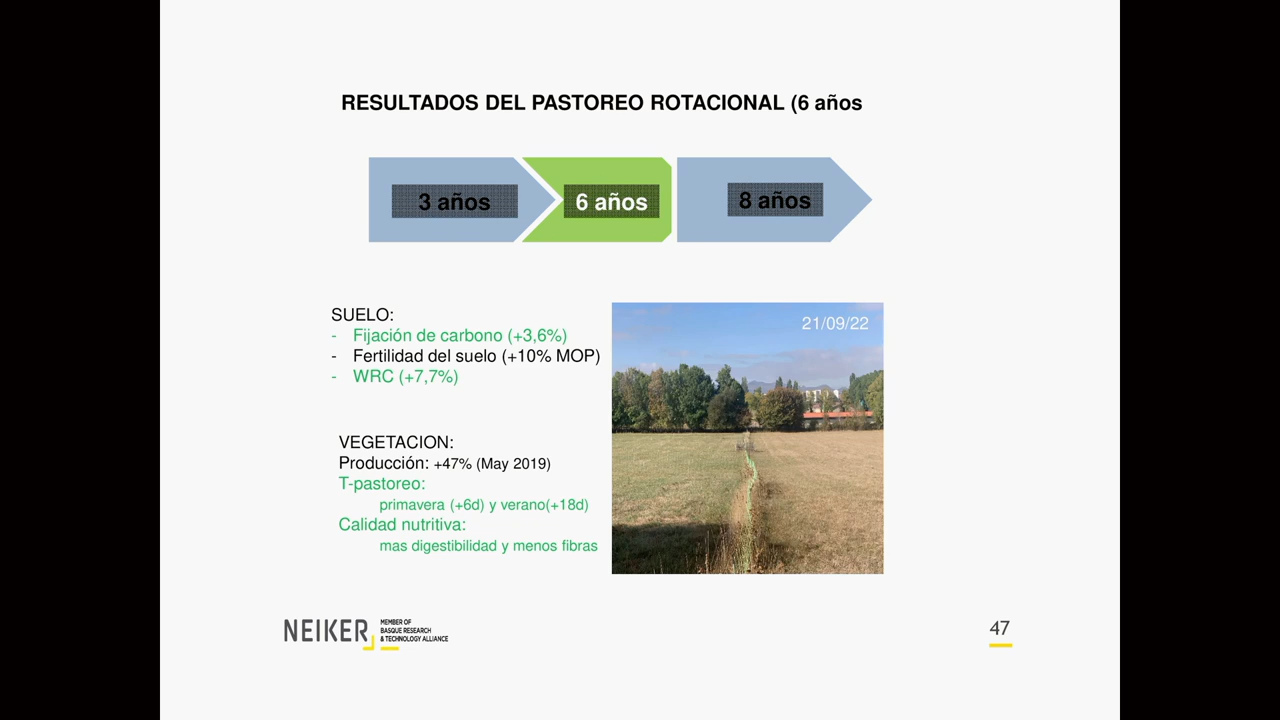 RESULTADOS DEL PASTOREO ROTACIONAL (6 años
3 años
6 años
8 años
SUELO:
- Fijación de carbono (+3,6%)
- Fertilidad del suelo (+10% MOP)
- WRC (+7,7%)
21/09/22
VEGETACION:
Producción: +47% (May 2019)
T-pastoreo:
primavera (+6d) y verano(+18d)
Calidad nutritiva:
mas digestibilidad y menos fibras
NEIKER
MEMBER OF
BASQUE RESEARCH
& TECHNOLOGY ALLIANCE
47